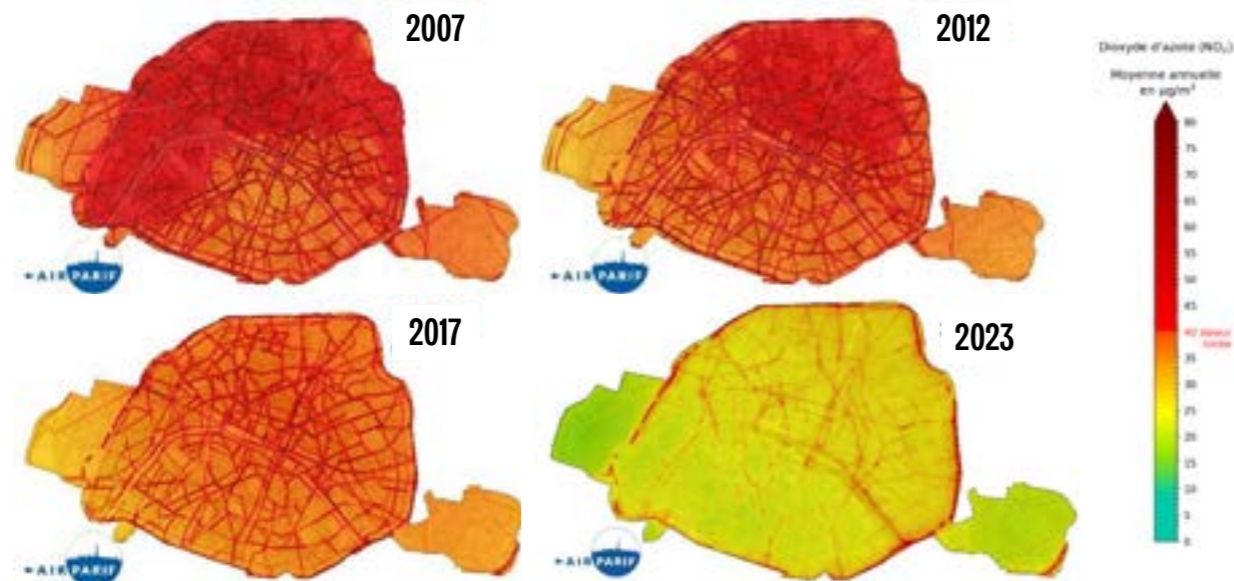 2007
2012
Dioxyde d'azote (NO₂)
Moyenne annuelle
en µg/m³
80
75
70
65
60
55
50
45
40 Valeur
limite
35
30
25
20
15
10
5
0
AIRPARIF
AIRPARIF
2017
2023
AIRPARIF
AIRPARIF